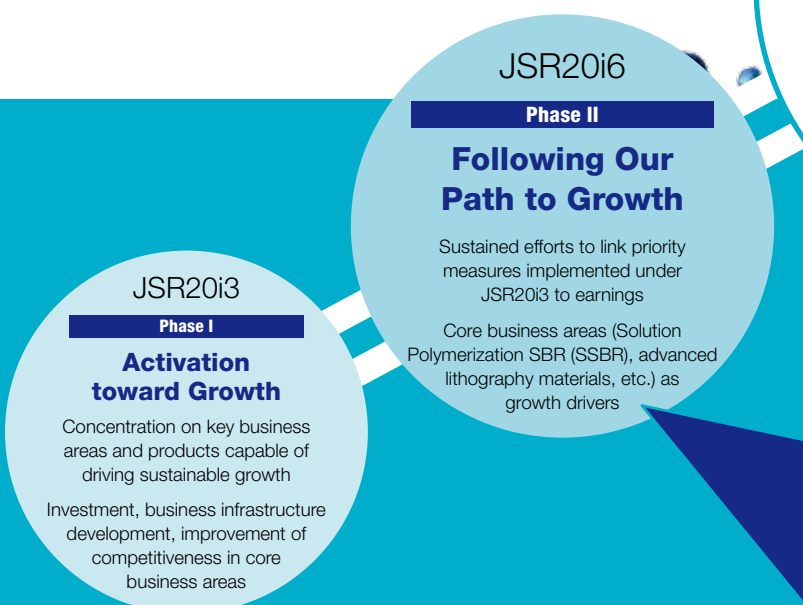 JSR20i6
Phase II
Following Our
Path to Growth
Sustained efforts to link priority
measures implemented under
JSR20i3 to earnings
Core business areas (Solution
Polymerization SBR (SSBR), advanced
lithography materials, etc.) as
growth drivers
JSR20i3
Phase I
Activation
toward Growth
Concentration on key business
areas and products capable of
driving sustainable growth
Investment, business infrastructure
development, improvement of
competitiveness in core
business areas